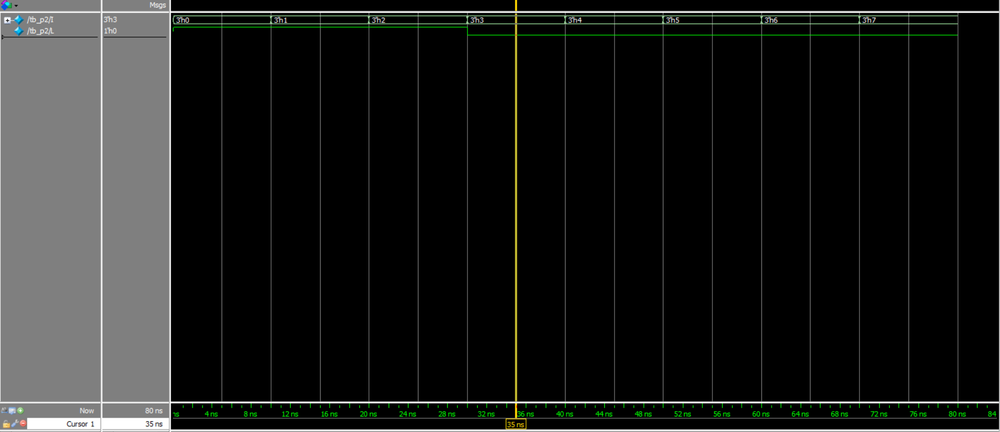 Msgs
/tb_p2/I 3'h3 3'h0 3'h1 3'h2 3'h3 3'h4 3'h5 3'h6 3'h7
/tb_p2/L 1'h0
Now 80 ns ns 4 ns 8 ns 12 ns 16 ns 20 ns 24 ns 28 ns 32 ns 36 ns 40 ns 44 ns 48 ns 52 ns 56 ns 60 ns 64 ns 68 ns 72 ns 76 ns 80 ns 84
Cursor 1 35 ns 35 ns